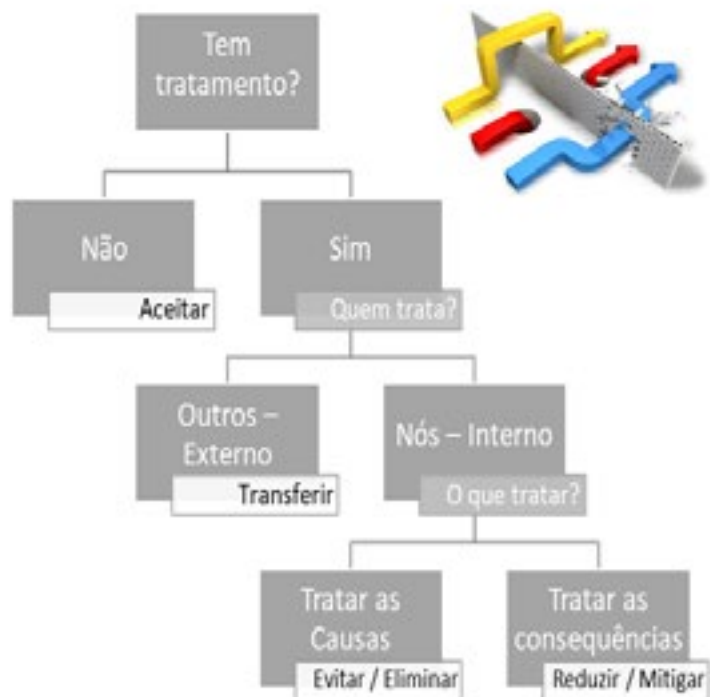 Tem
tratamento?
Não
Aceitar
Sim
Quem trata?
Outros –
Externo
Transferir
Nós – Interno
O que tratar?
Tratar as
Causas
Evitar / Eliminar
Tratar as
consequências
Reduzir / Mitigar